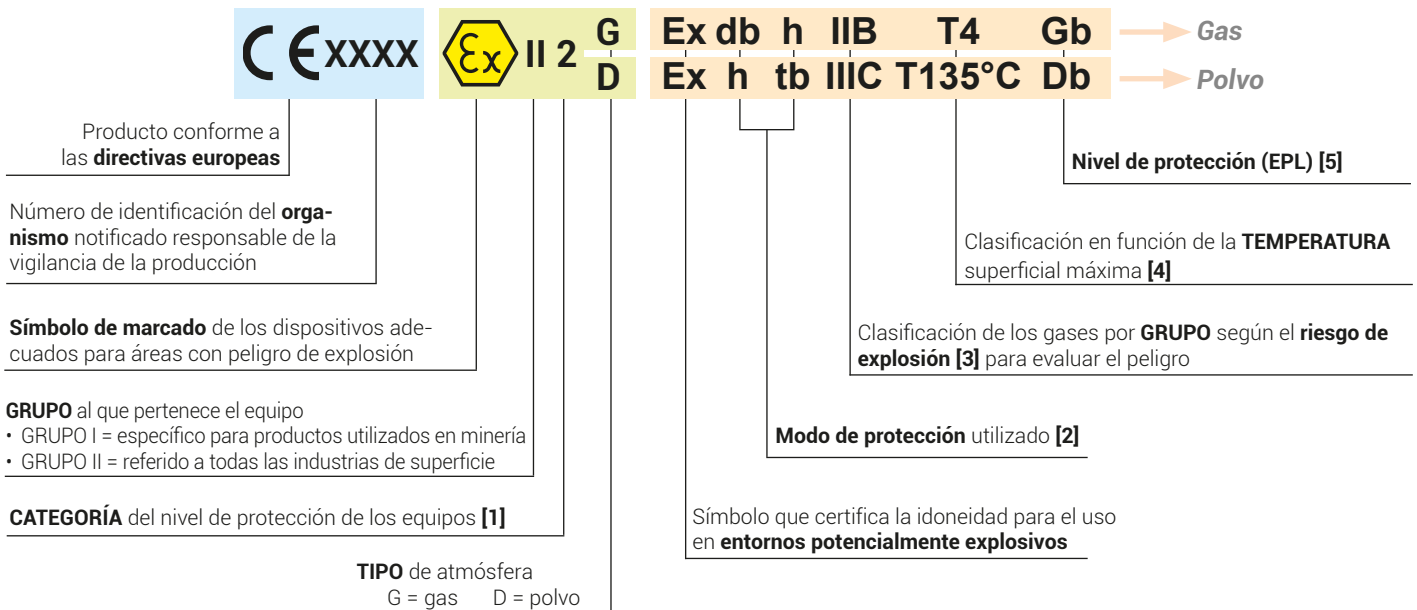 CE XXXX Ex II 2 G Ex db h IIB T4 Gb Gas
D Ex h tb IIIC T135°C Db Polvo
Producto conforme a
las directivas europeas
Nivel de protección (EPL) [5]
Número de identificación del orga-
nismo notificado responsable de la
vigilancia de la producción
Clasificación en función de la TEMPERATURA
superficial máxima [4]
Símbolo de marcado de los dispositivos ade-
cuados para áreas con peligro de explosión
Clasificación de los gases por GRUPO según el riesgo de
explosión [3] para evaluar el peligro
GRUPO al que pertenece el equipo
• GRUPO I = específico para productos utilizados en minería
• GRUPO II = referido a todas las industrias de superficie
Modo de protección utilizado [2]
CATEGORÍA del nivel de protección de los equipos [1]
Símbolo que certifica la idoneidad para el uso
en entornos potencialmente explosivos
TIPO de atmósfera
G = gas D = polvo